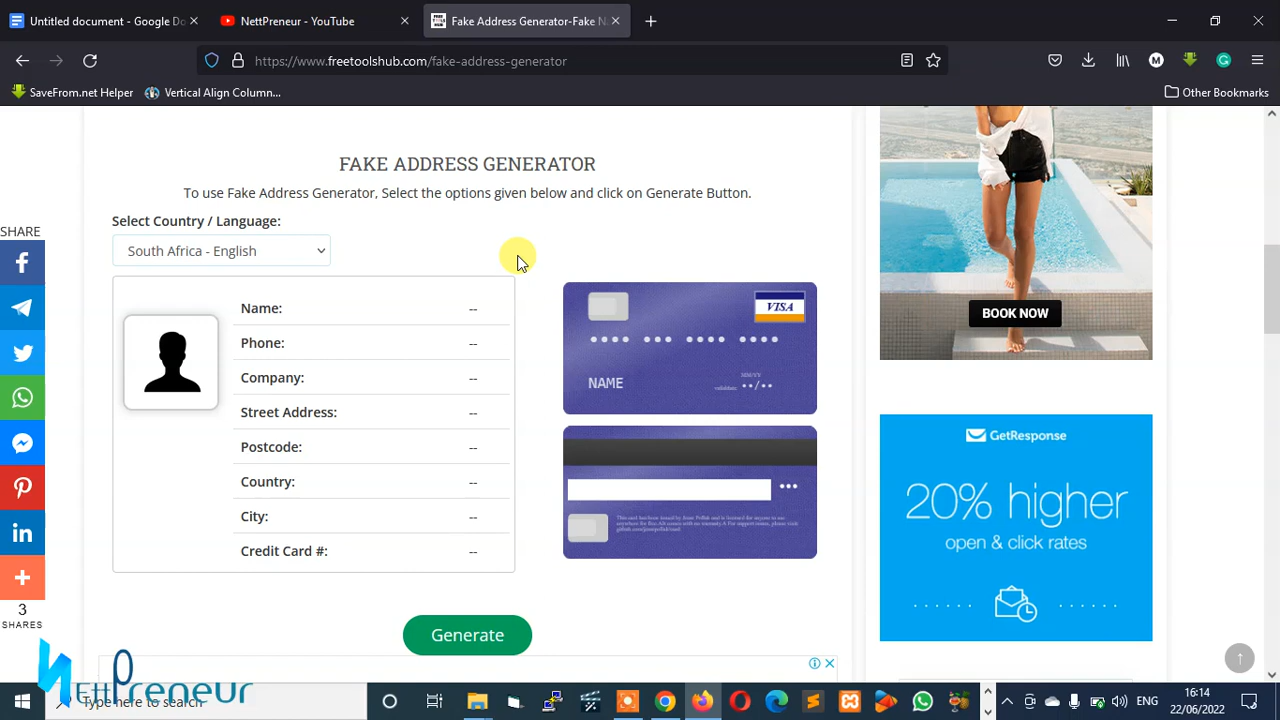 Untitled document - Google Do
NettPreneur - YouTube
Fake Address Generator-Fake N
https://www.freetoolshub.com/fake-address-generator
SaveFrom.net Helper
Vertical Align Column...
Other Bookmarks
FAKE ADDRESS GENERATOR
To use Fake Address Generator, Select the options given below and click on Generate Button.
Select Country / Language:
South Africa - English
SHARE
Name: --
Phone: --
Company: --
Street Address: --
Postcode: --
Country: --
City: --
Credit Card #: --
VISA
MM/YY
NAME
••/••
BOOK NOW
GetResponse
20% higher
open & click rates
3
SHARES
Generate
NettPreneur
Type here to search
ENG
16:14
22/06/2022